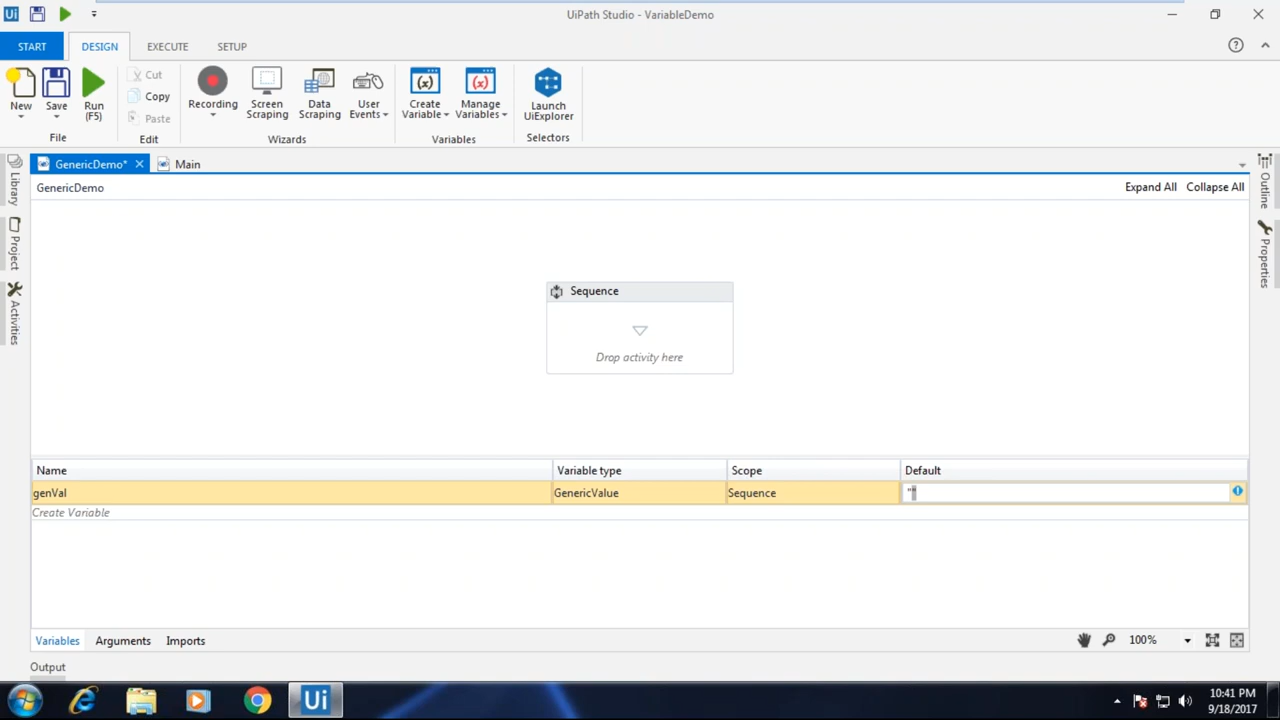 Ui
UiPath Studio - VariableDemo
START DESIGN EXECUTE SETUP
New
Save
Run
(F5)
File
Cut
Copy
Paste
Edit
Recording
Screen
Scraping
Data
Scraping
User
Events
Wizards
Create
Variable
Manage
Variables
Variables
Launch
UiExplorer
Selectors
GenericDemo* Main
GenericDemo Expand All Collapse All
Library
Project
Activities
Outline
Properties
Sequence
Drop activity here
Name Variable type Scope Default
genVal GenericValue Sequence ""
Create Variable
Variables Arguments Imports 100%
Output
Ui
10:41 PM
9/18/2017